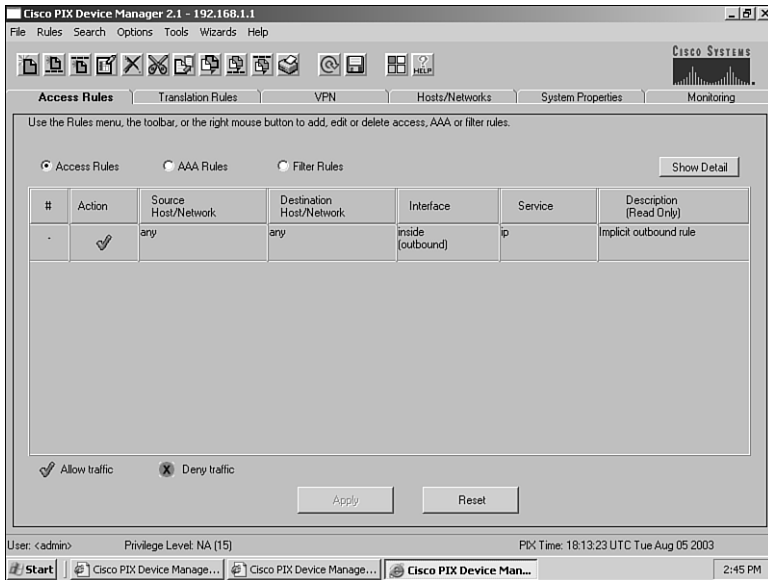 Cisco PIX Device Manager 2.1 - 192.168.1.1
File Rules Search Options Tools Wizards Help
HELP
CISCO SYSTEMS
Access Rules Translation Rules VPN Hosts/Networks System Properties Monitoring
Use the Rules menu, the toolbar, or the right mouse button to add, edit or delete access, AAA or filter rules.
Access Rules AAA Rules Filter Rules Show Detail
# Action Source Host/Network Destination Host/Network Interface Service Description (Read Only)
- any any inside (outbound) ip Implicit outbound rule
Allow traffic X Deny traffic
Apply Reset
User: <admin> Privilege Level: NA (15) PIX Time: 18:13:23 UTC Tue Aug 05 2003
Start Cisco PIX Device Manage... Cisco PIX Device Manage... Cisco PIX Device Man... 2:45 PM